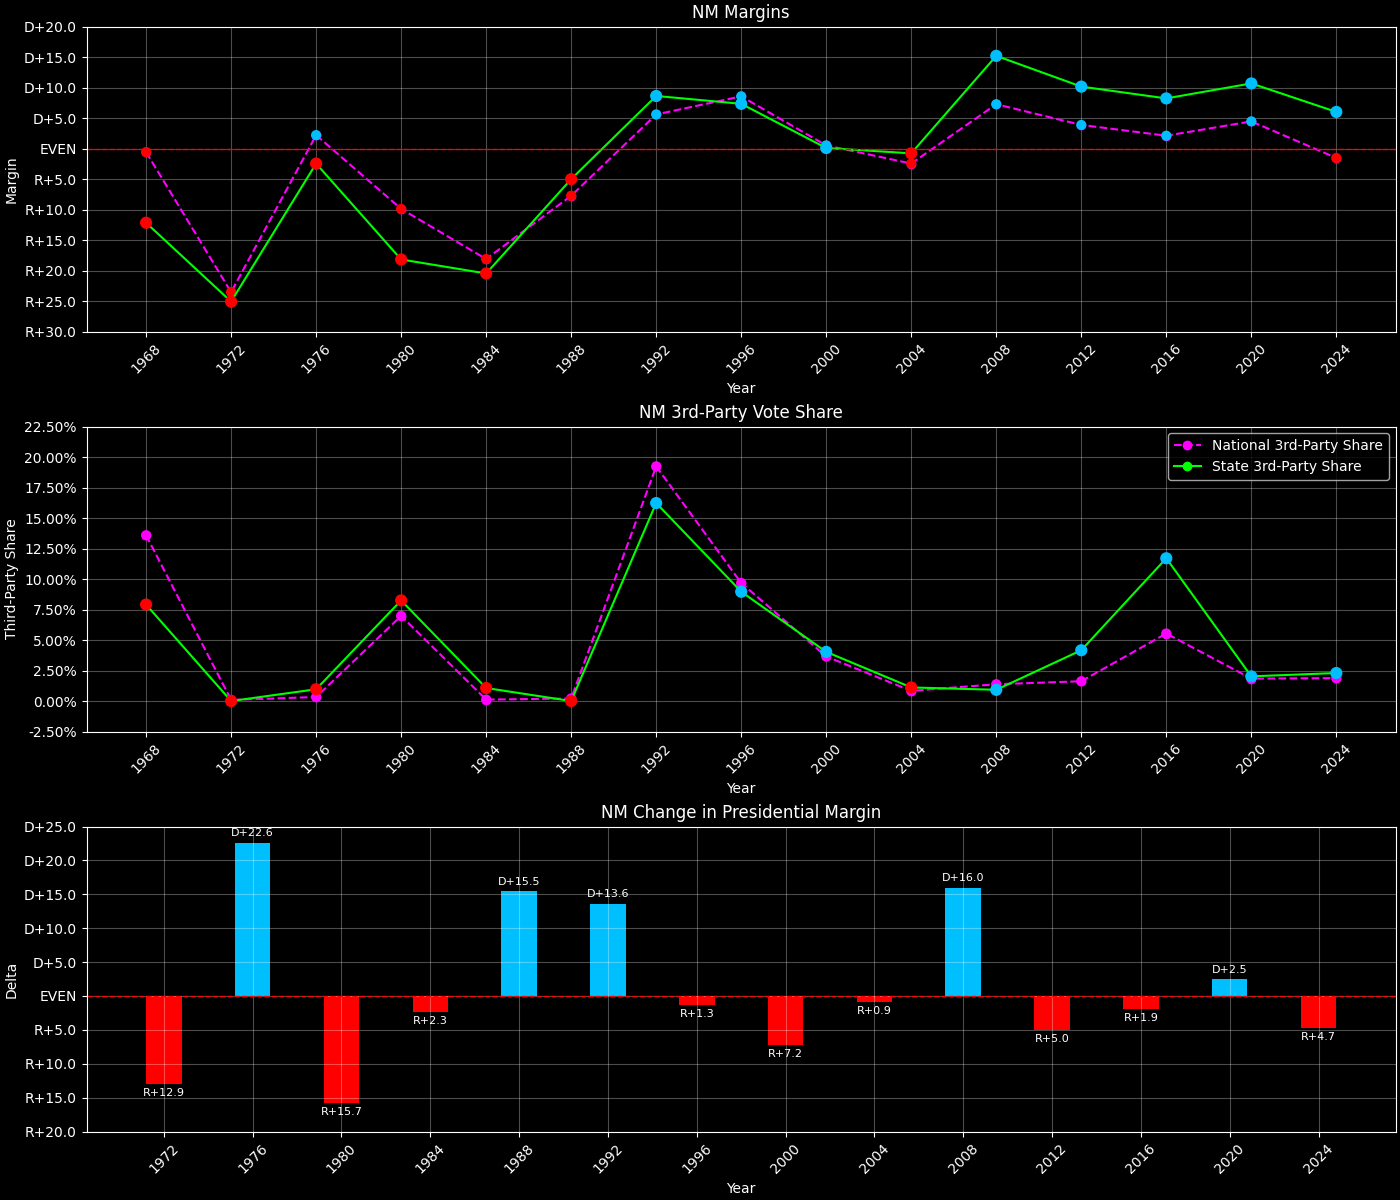 NM Margins
D+20.0
D+15.0
D+10.0
D+5.0
EVEN
R+5.0
R+10.0
R+15.0
R+20.0
R+25.0
R+30.0
Margin
1968 1972 1976 1980 1984 1988 1992 1996 2000 2004 2008 2012 2016 2020 2024
Year
NM 3rd-Party Vote Share
22.50%
20.00%
17.50%
15.00%
12.50%
10.00%
7.50%
5.00%
2.50%
0.00%
-2.50%
Third-Party Share
National 3rd-Party Share
State 3rd-Party Share
1968 1972 1976 1980 1984 1988 1992 1996 2000 2004 2008 2012 2016 2020 2024
Year
NM Change in Presidential Margin
D+25.0
D+20.0
D+15.0
D+10.0
D+5.0
EVEN
R+5.0
R+10.0
R+15.0
R+20.0
Delta
R+12.9
D+22.6
R+15.7
R+2.3
D+15.5
D+13.6
R+1.3
R+7.2
R+0.9
D+16.0
R+5.0
R+1.9
D+2.5
R+4.7
1972 1976 1980 1984 1988 1992 1996 2000 2004 2008 2012 2016 2020 2024
Year